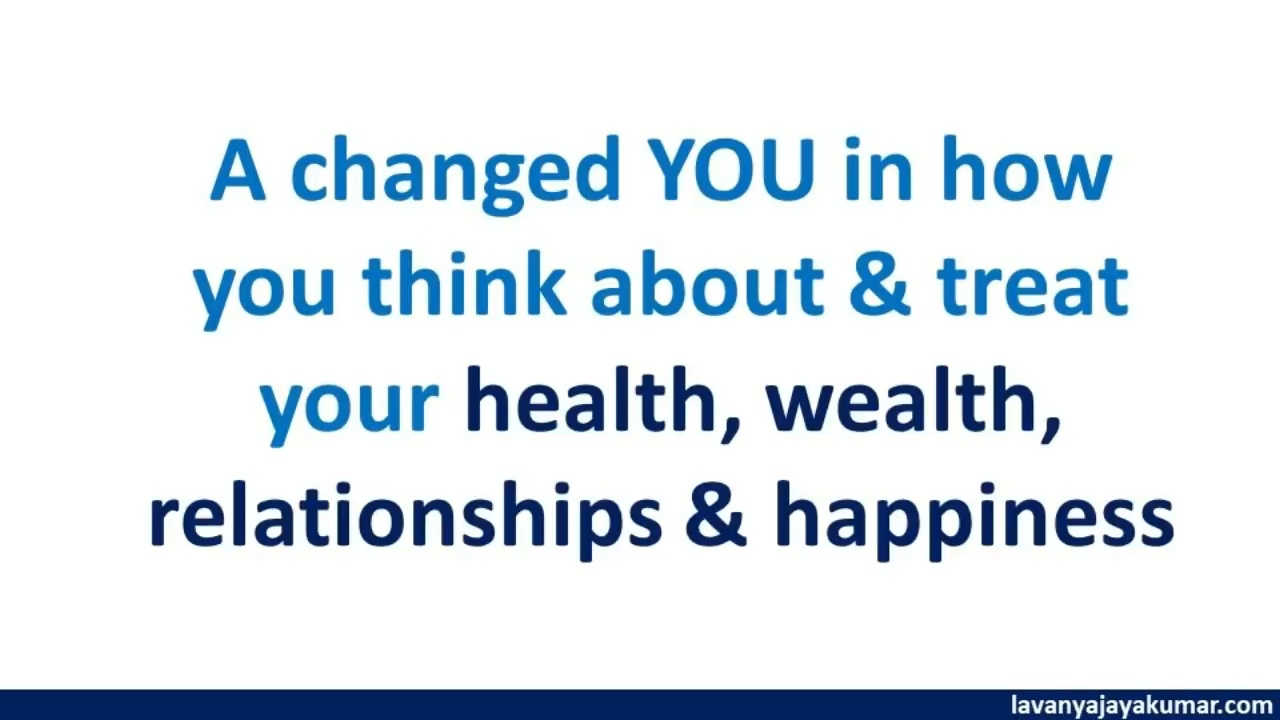 A changed YOU in how
you think about & treat
your health, wealth,
relationships & happiness
lavanyajayakumar.com